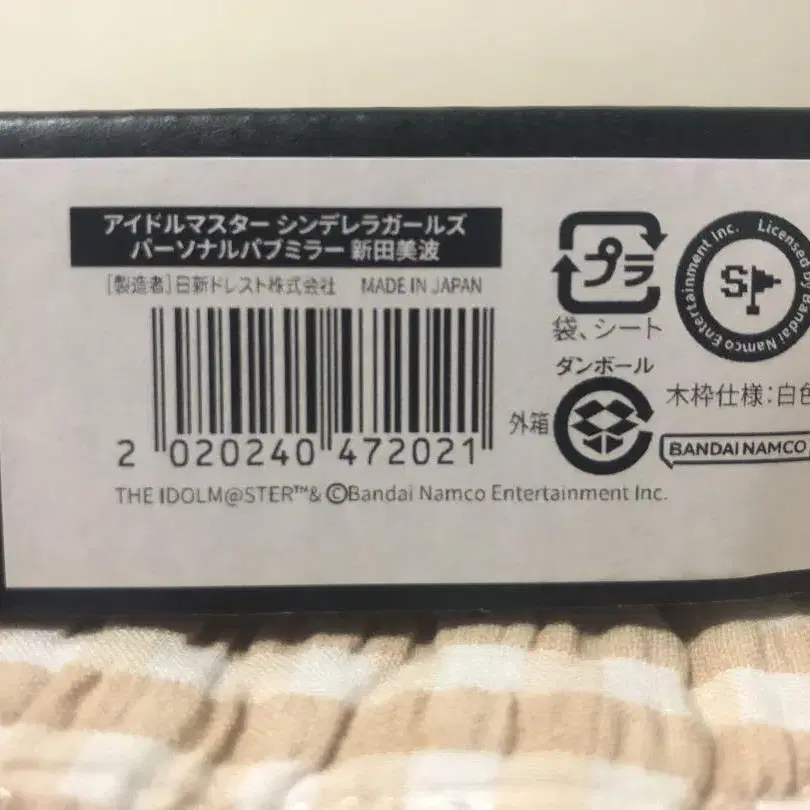 アイドルマスター シンデレラガールズ
パーソナルパブミラー 新田美波
[製造者]日新ドレスト株式会社 MADE IN JAPAN
2 020240 472021
THE IDOLM@STER™& ©Bandai Namco Entertainment Inc.
プラ
袋、シート
ダンボール
外箱
Licensed by Bandai Namco Entertainment Inc.
S
木枠仕様:白色
BANDAI NAMCO